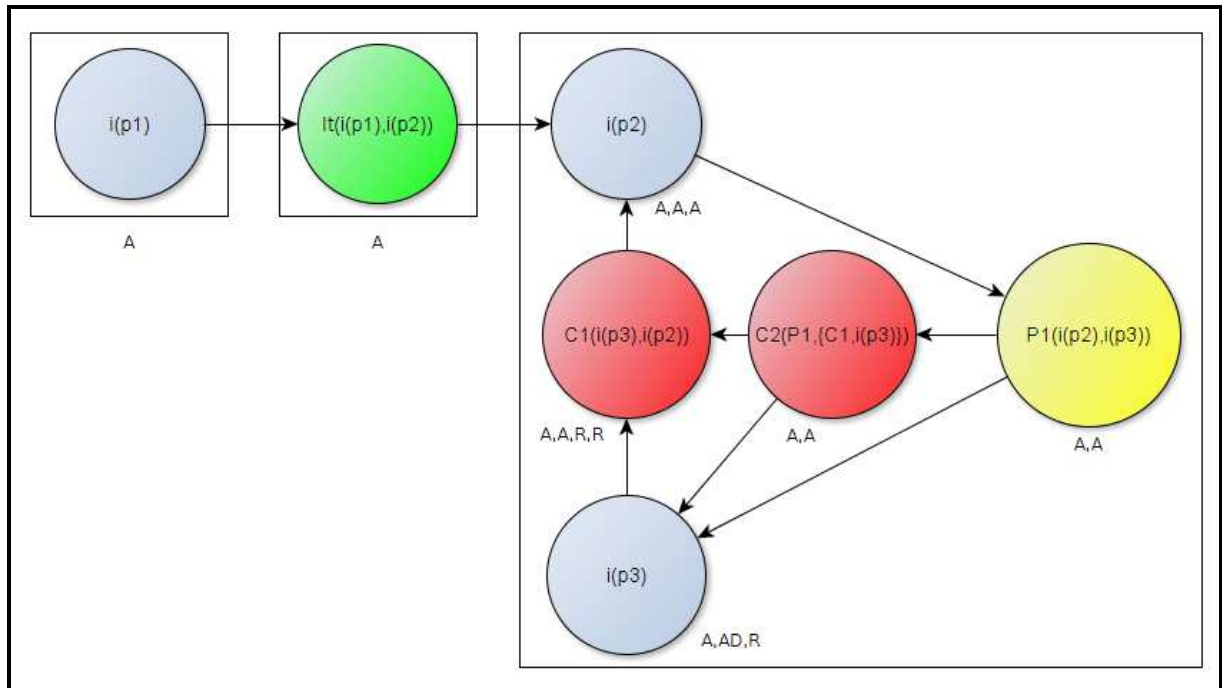 i(p1)
It(i(p1),i(p2))
i(p2)
A
A
A,A,A
C1(i(p3),i(p2))
C2(P1,{C1,i(p3)})
P1(i(p2),i(p3))
A,A,R,R
A,A
A,A
i(p3)
A,AD,R